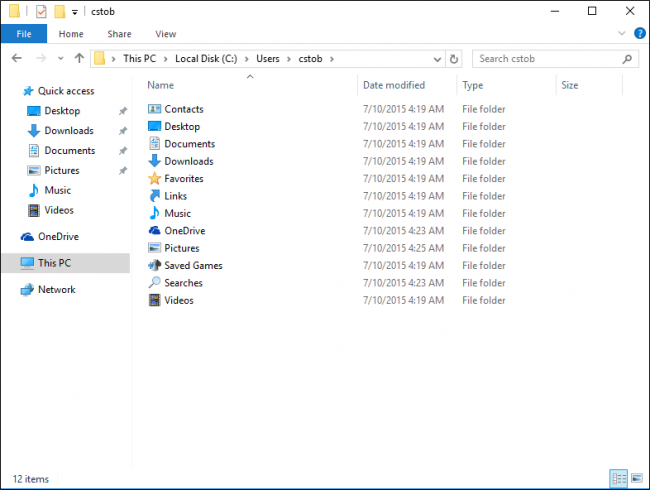 cstob
File Home Share View
This PC Local Disk (C:) Users cstob Search cstob
Name Date modified Type Size
Quick access
Desktop
Downloads
Documents
Pictures
Music
Videos
OneDrive
This PC
Network
Contacts 7/10/2015 4:19 AM File folder
Desktop 7/10/2015 4:19 AM File folder
Documents 7/10/2015 4:19 AM File folder
Downloads 7/10/2015 4:19 AM File folder
Favorites 7/10/2015 4:19 AM File folder
Links 7/10/2015 4:19 AM File folder
Music 7/10/2015 4:19 AM File folder
OneDrive 7/10/2015 4:23 AM File folder
Pictures 7/10/2015 4:25 AM File folder
Saved Games 7/10/2015 4:19 AM File folder
Searches 7/10/2015 4:23 AM File folder
Videos 7/10/2015 4:19 AM File folder
12 items